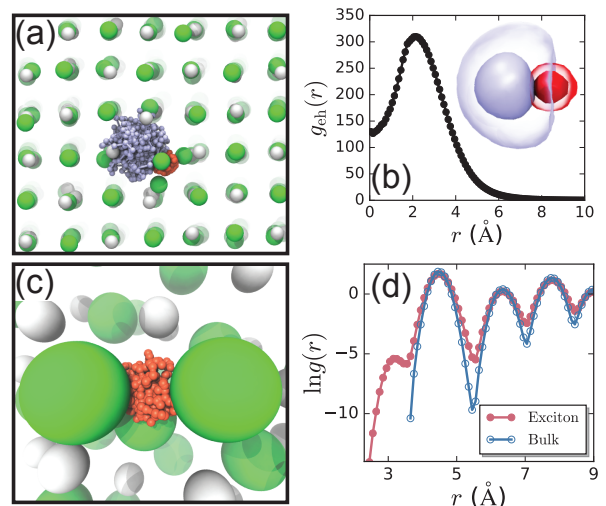 (a)
350
300
250
200
150
100
50
0
g_eh(r)
(b)
0 2 4 6 8 10
r (Å)
(c)
(d)
0
−5
−10
ln g(r)
Exciton
Bulk
3 5 7 9
r (Å)